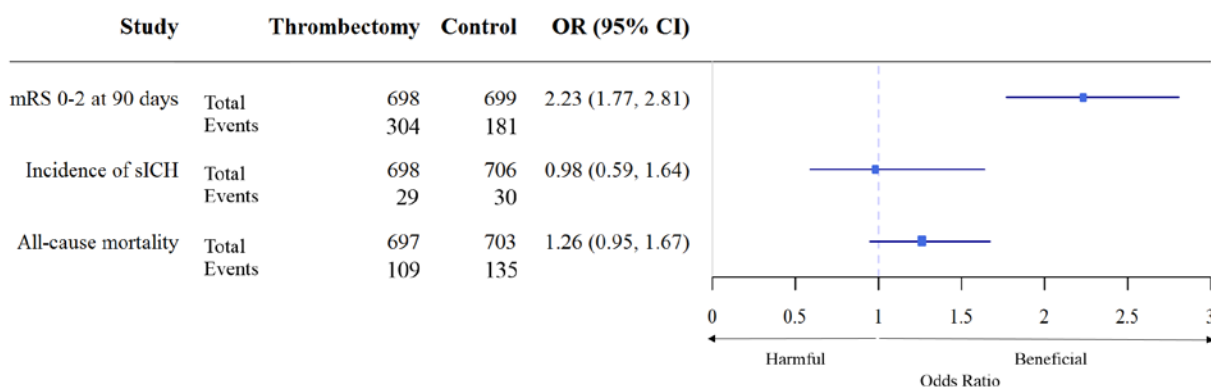 Study Thrombectomy Control OR (95% CI)
mRS 0-2 at 90 days Total 698 699 2.23 (1.77, 2.81)
Events 304 181
Incidence of sICH Total 698 706 0.98 (0.59, 1.64)
Events 29 30
All-cause mortality Total 697 703 1.26 (0.95, 1.67)
Events 109 135
0 0.5 1 1.5 2 2.5 3
Harmful Beneficial
Odds Ratio